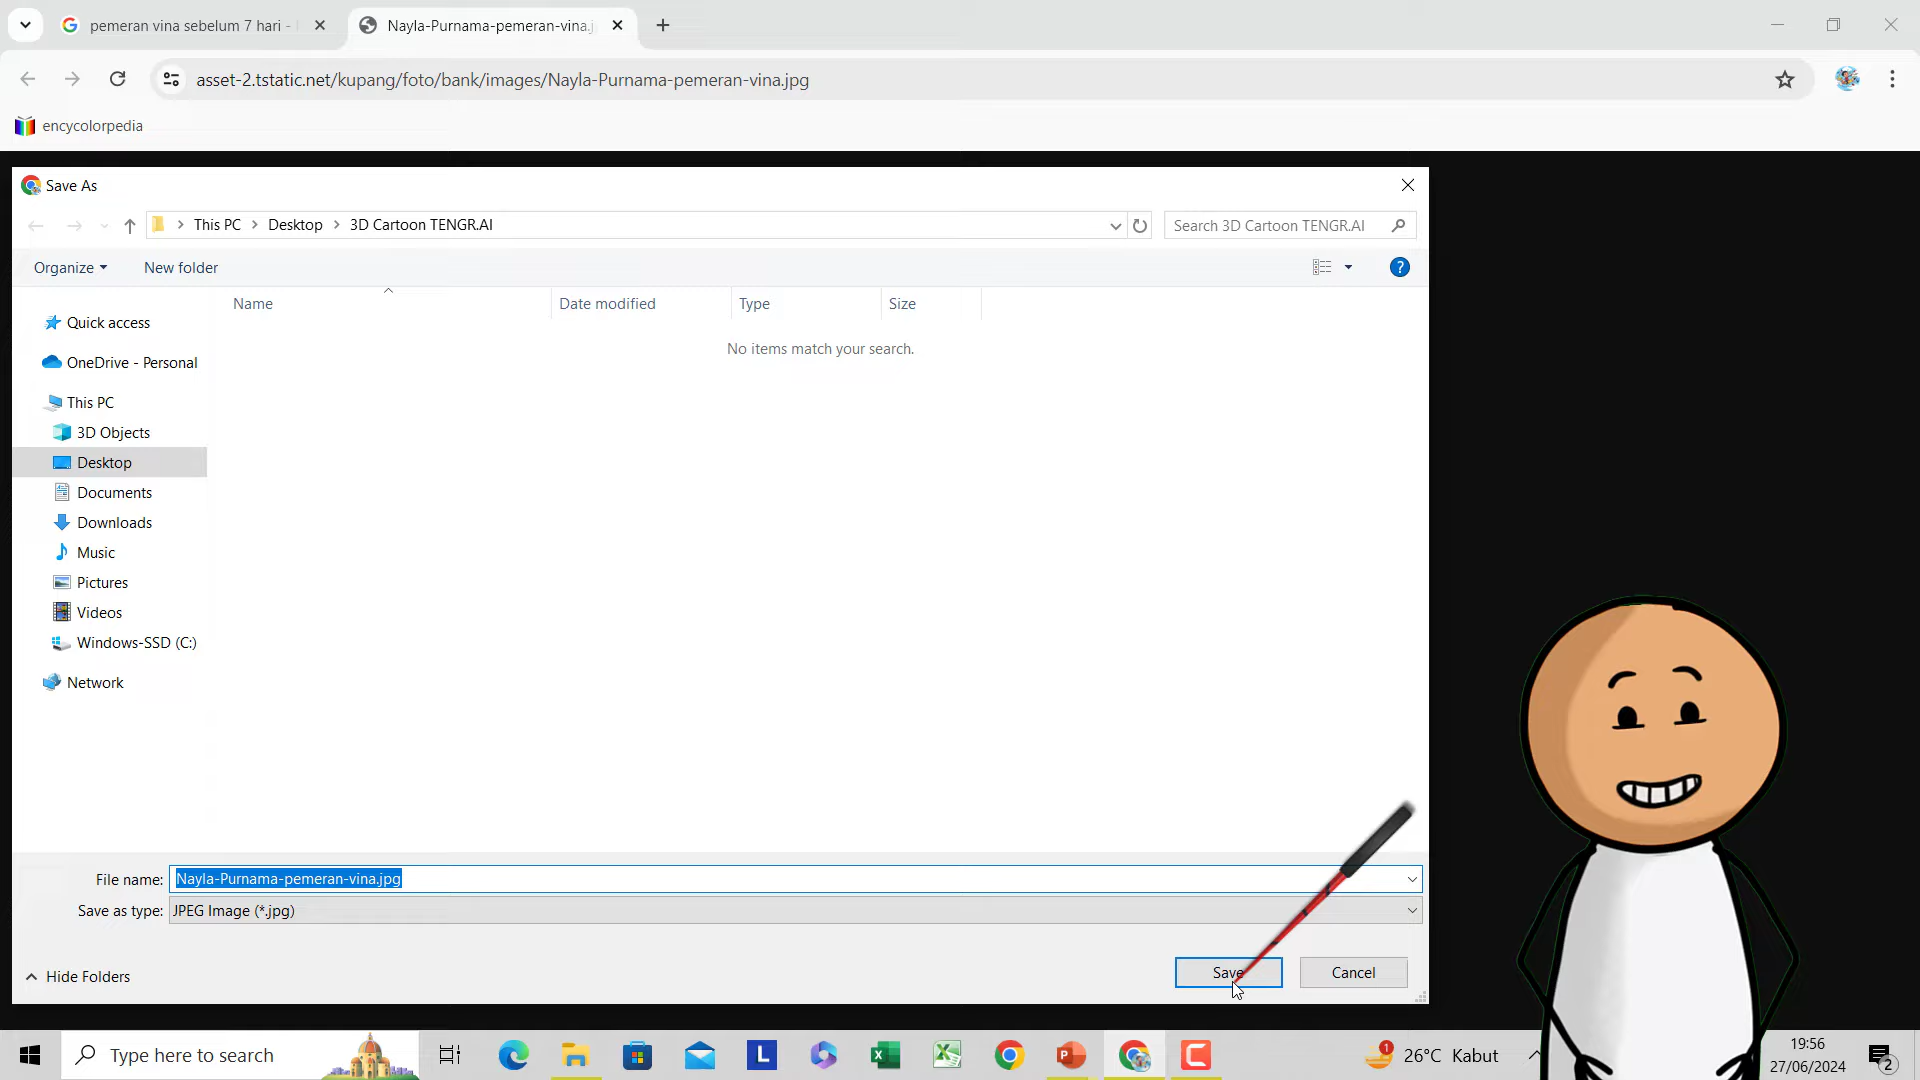 pemeran vina sebelum 7 hari -
Nayla-Purnama-pemeran-vina.j
asset-2.tstatic.net/kupang/foto/bank/images/Nayla-Purnama-pemeran-vina.jpg
encycolorpedia
Save As
This PC
Desktop
3D Cartoon TENGR.AI
Search 3D Cartoon TENGR.AI
Organize
New folder
?
Name
Date modified
Type
Size
No items match your search.
Quick access
OneDrive - Personal
This PC
3D Objects
Desktop
Documents
Downloads
Music
Pictures
Videos
Windows-SSD (C:)
Network
File name:
Nayla-Purnama-pemeran-vina.jpg
Save as type:
JPEG Image (*.jpg)
Hide Folders
Save
Cancel
Type here to search
1
26°C Kabut
19:56
27/06/2024
2